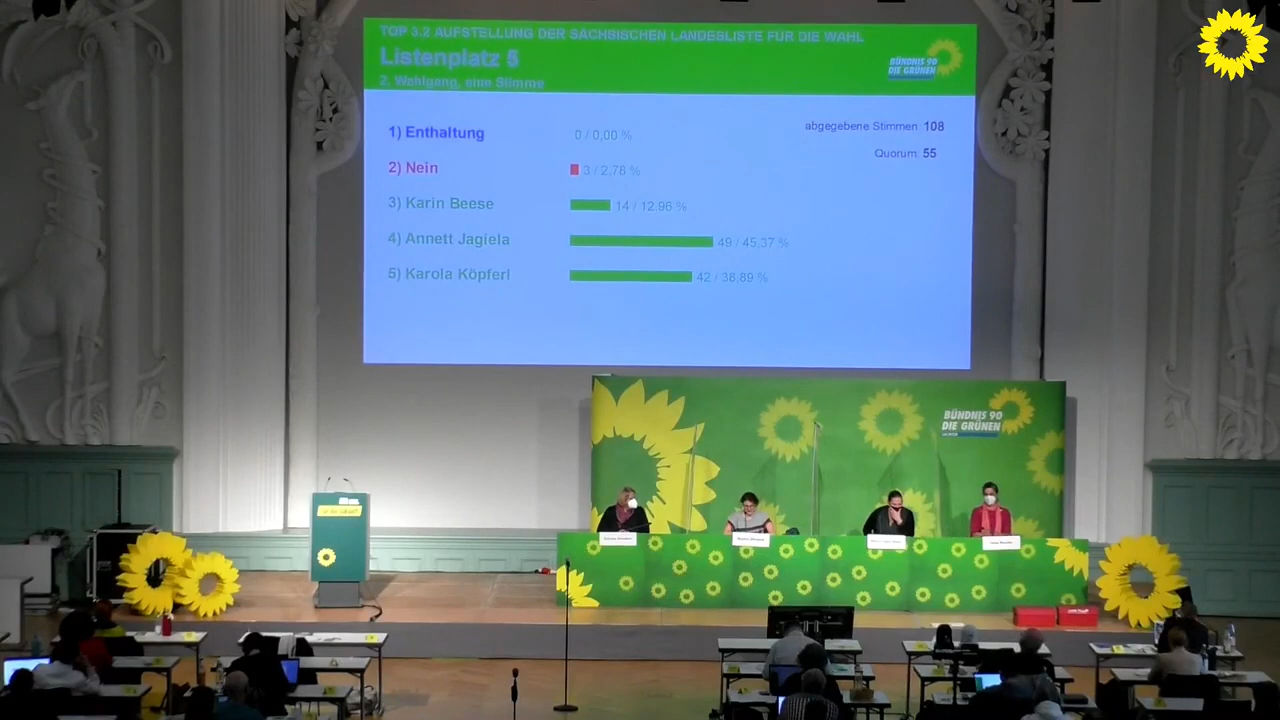 TOP 3.2 AUFSTELLUNG DER SÄCHSISCHEN LANDESLISTE FÜR DIE WAHL
Listenplatz 5
2. Wahlgang, eine Stimme
BÜNDNIS 90
DIE GRÜNEN
abgegebene Stimmen: 108
Quorum: 55
1) Enthaltung 0 / 0,00 %
2) Nein 3 / 2,78 %
3) Karin Beese 14 / 12,96 %
4) Annett Jagiela 49 / 45,37 %
5) Karola Köpferl 42 / 38,89 %
BÜNDNIS 90
DIE GRÜNEN